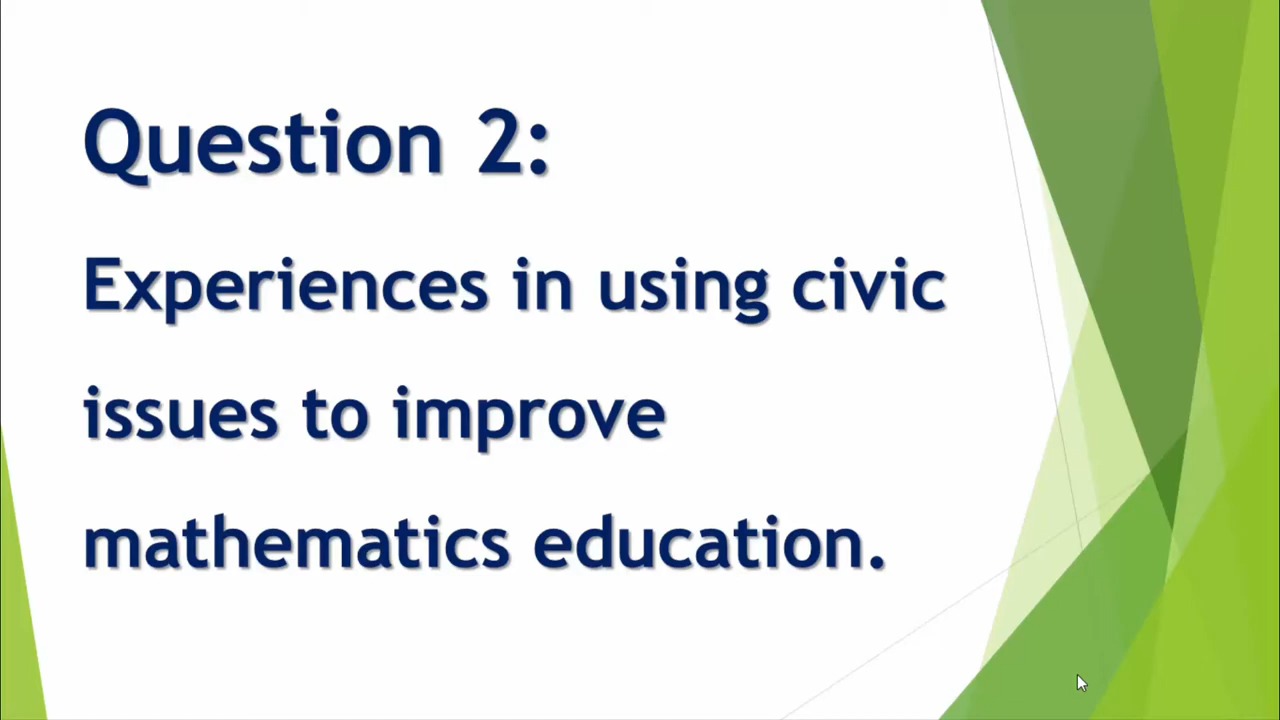 Question 2:
Experiences in using civic
issues to improve
mathematics education.